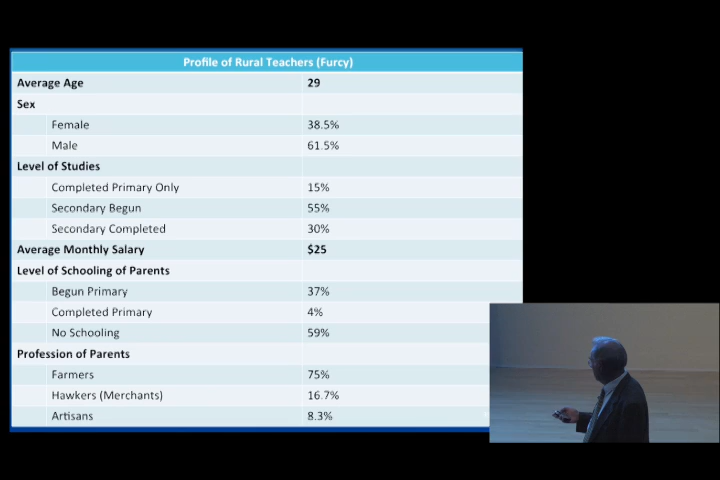 Profile of Rural Teachers (Furcy)
Average Age 29
Sex
Female 38.5%
Male 61.5%
Level of Studies
Completed Primary Only 15%
Secondary Begun 55%
Secondary Completed 30%
Average Monthly Salary $25
Level of Schooling of Parents
Begun Primary 37%
Completed Primary 4%
No Schooling 59%
Profession of Parents
Farmers 75%
Hawkers (Merchants) 16.7%
Artisans 8.3%